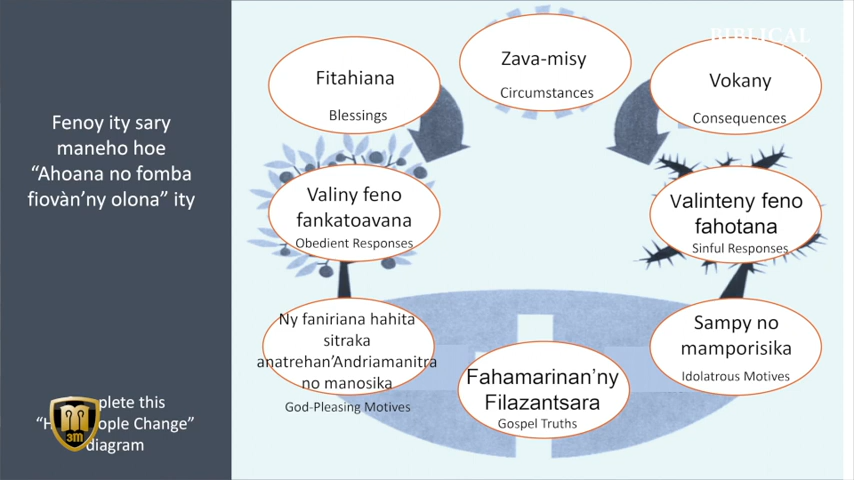 Fenoy ity sary
maneho hoe
“Ahoana no fomba
fiovàn’ny olona” ity
plete this
“H ople Change”
diagram
3M
BIBLICAL
Fitahiana
Blessings
Zava-misy
Circumstances
Vokany
Consequences
Valiny feno
fankatoavana
Obedient Responses
Valinteny feno
fahotana
Sinful Responses
Ny faniriana hahita
sitraka
anatrehan’Andriamanitra
no manosika
God-Pleasing Motives
Fahamarinan’ny
Filazantsara
Gospel Truths
Sampy no
mamporisika
Idolatrous Motives